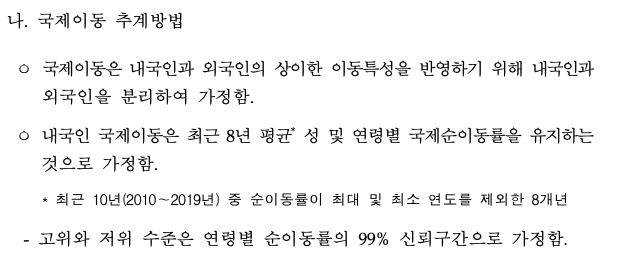 나. 국제이동 추계방법
○ 국제이동은 내국인과 외국인의 상이한 이동특성을 반영하기 위해 내국인과
외국인을 분리하여 가정함.
○ 내국인 국제이동은 최근 8년 평균* 성 및 연령별 국제순이동률을 유지하는
것으로 가정함.
* 최근 10년(2010～2019년) 중 순이동률이 최대 및 최소 연도를 제외한 8개년
- 고위와 저위 수준은 연령별 순이동률의 99% 신뢰구간으로 가정함.